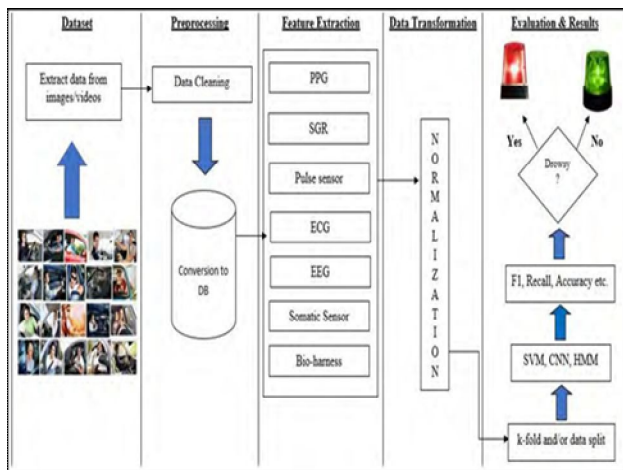 Dataset
Extract data from
images/videos
Preprocessing
Data Cleaning
Conversion to
DB
Feature Extraction
PPG
SGR
Pulse sensor
ECG
EEG
Somatic Sensor
Bio-harness
Data Transformation
N
O
R
M
A
L
I
Z
A
T
I
O
N
Evaluation & Results
Yes
No
Drowsy
?
F1, Recall, Accuracy etc.
SVM, CNN, HMM
k-fold and/or data split